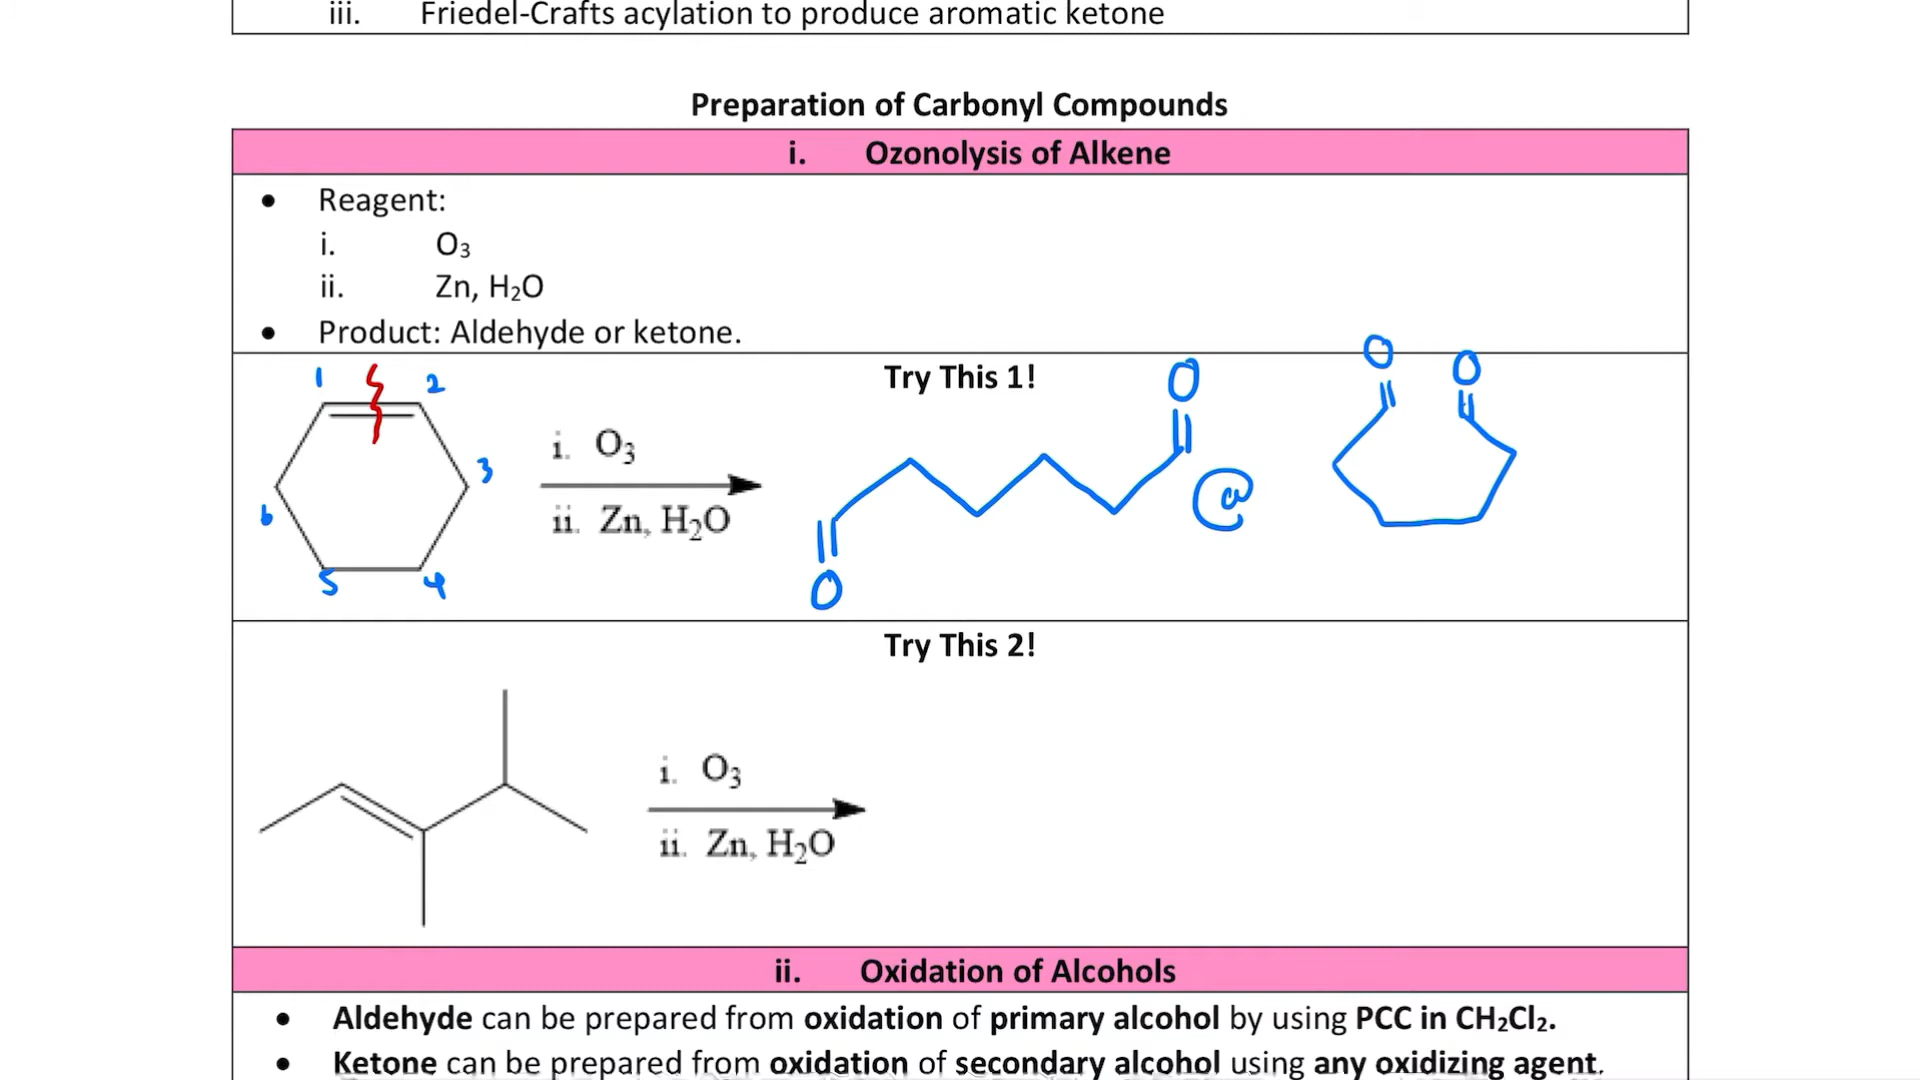 iii. Friedel-Crafts acylation to produce aromatic ketone
Preparation of Carbonyl Compounds
i. Ozonolysis of Alkene
• Reagent:
i. O₃
ii. Zn, H₂O
• Product: Aldehyde or ketone.
Try This 1!
1 2
3
4
5
6
i. O₃
ii. Zn, H₂O
O
O
@
O O
Try This 2!
i. O₃
ii. Zn, H₂O
ii. Oxidation of Alcohols
• Aldehyde can be prepared from oxidation of primary alcohol by using PCC in CH₂Cl₂.
• Ketone can be prepared from oxidation of secondary alcohol using any oxidizing agent.